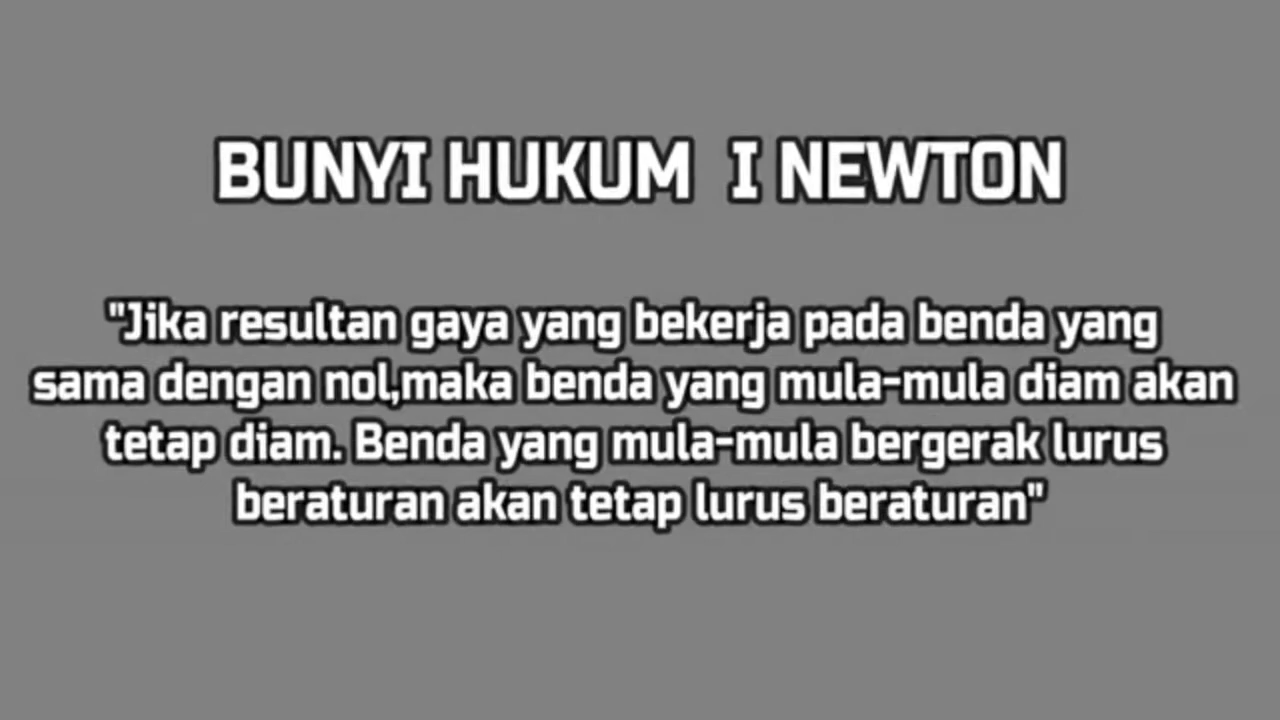 BUNYI HUKUM I NEWTON
"Jika resultan gaya yang bekerja pada benda yang
sama dengan nol,maka benda yang mula-mula diam akan
tetap diam. Benda yang mula-mula bergerak lurus
beraturan akan tetap lurus beraturan"